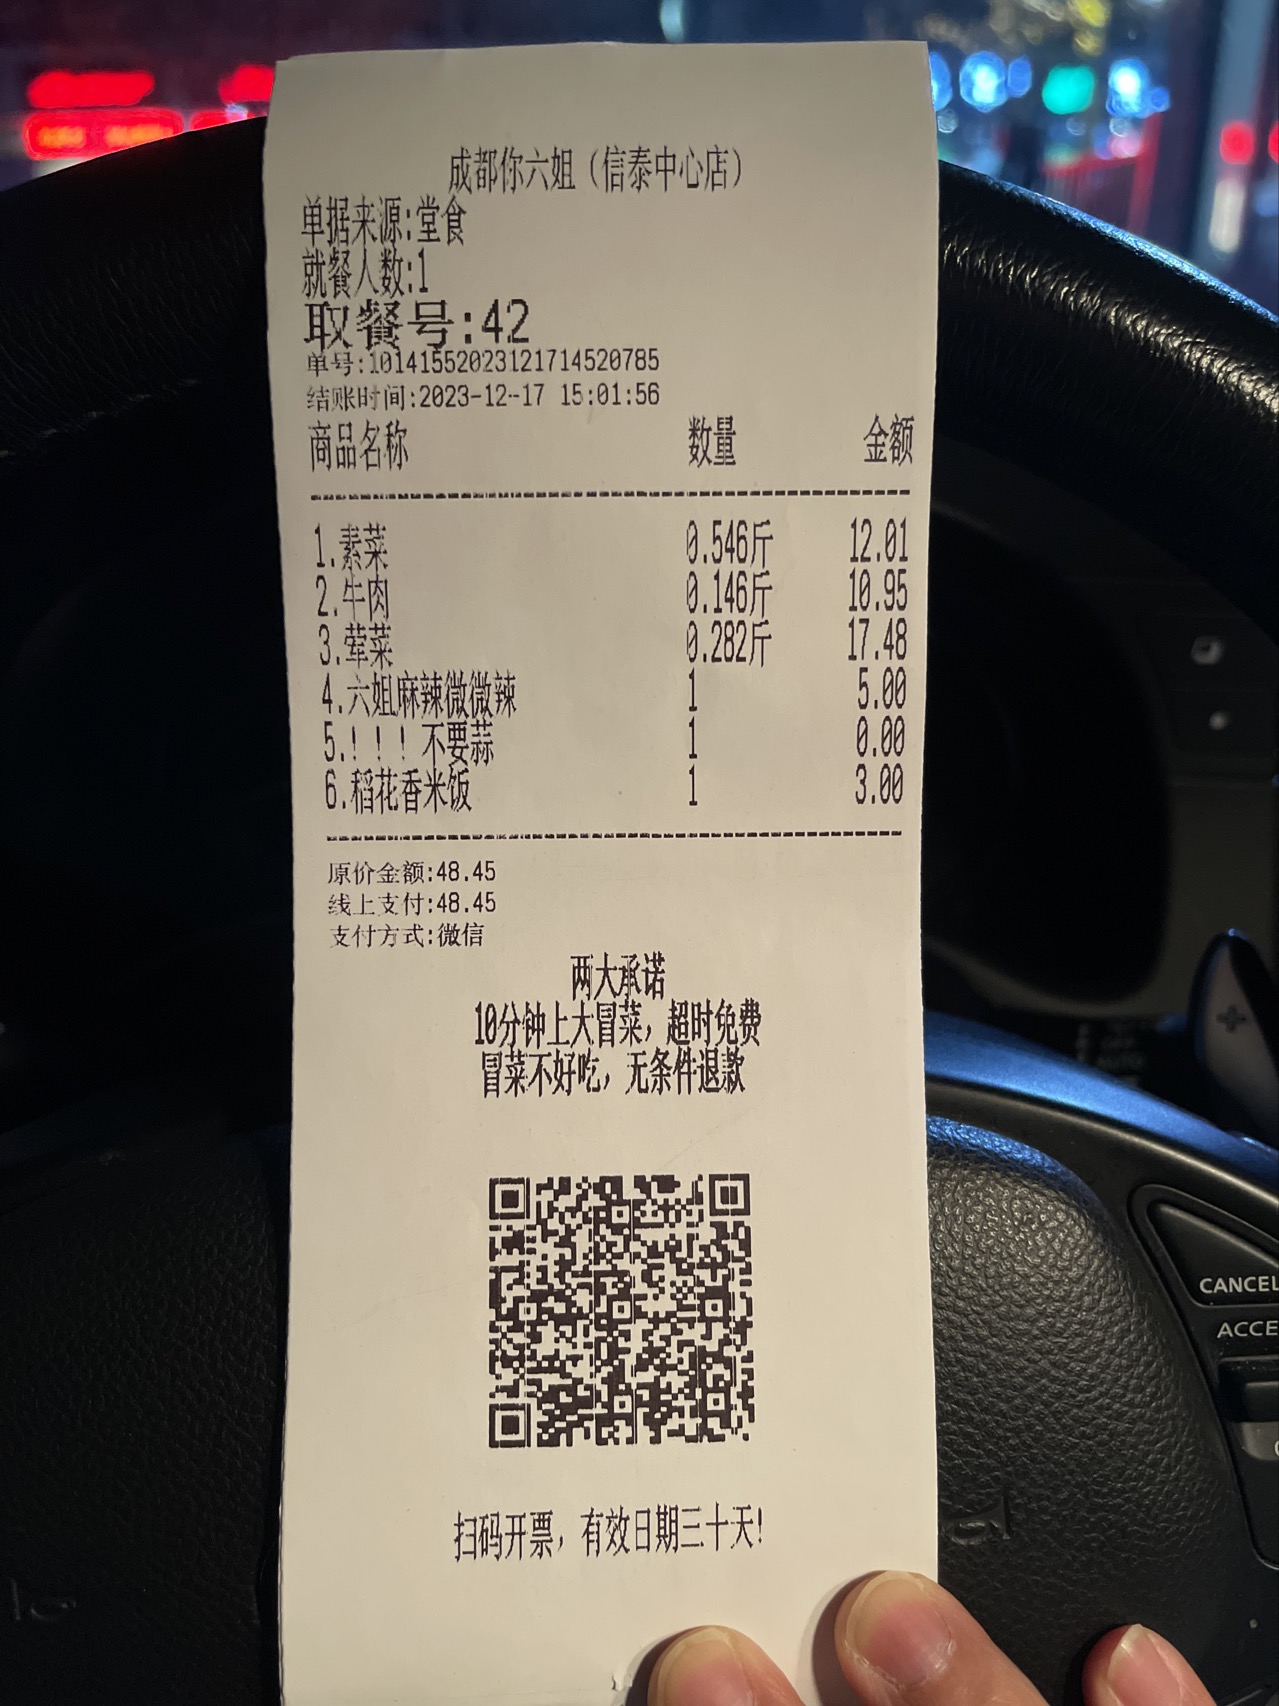 成都你六姐（信泰中心店）
单据来源:堂食
就餐人数:1
取餐号:42
单号:10141552023121714520785
结账时间:2023-12-17 15:01:56
商品名称 数量 金额
1.素菜 0.546斤 12.01
2.牛肉 0.146斤 10.95
3.荤菜 0.282斤 17.48
4.六姐麻辣微微辣 1 5.00
5.！！！不要蒜 1 0.00
6.稻花香米饭 1 3.00
原价金额:48.45
线上支付:48.45
支付方式:微信
两大承诺
10分钟上大冒菜，超时免费
冒菜不好吃，无条件退款
扫码开票，有效日期三十天!
CANCEL
ACCE